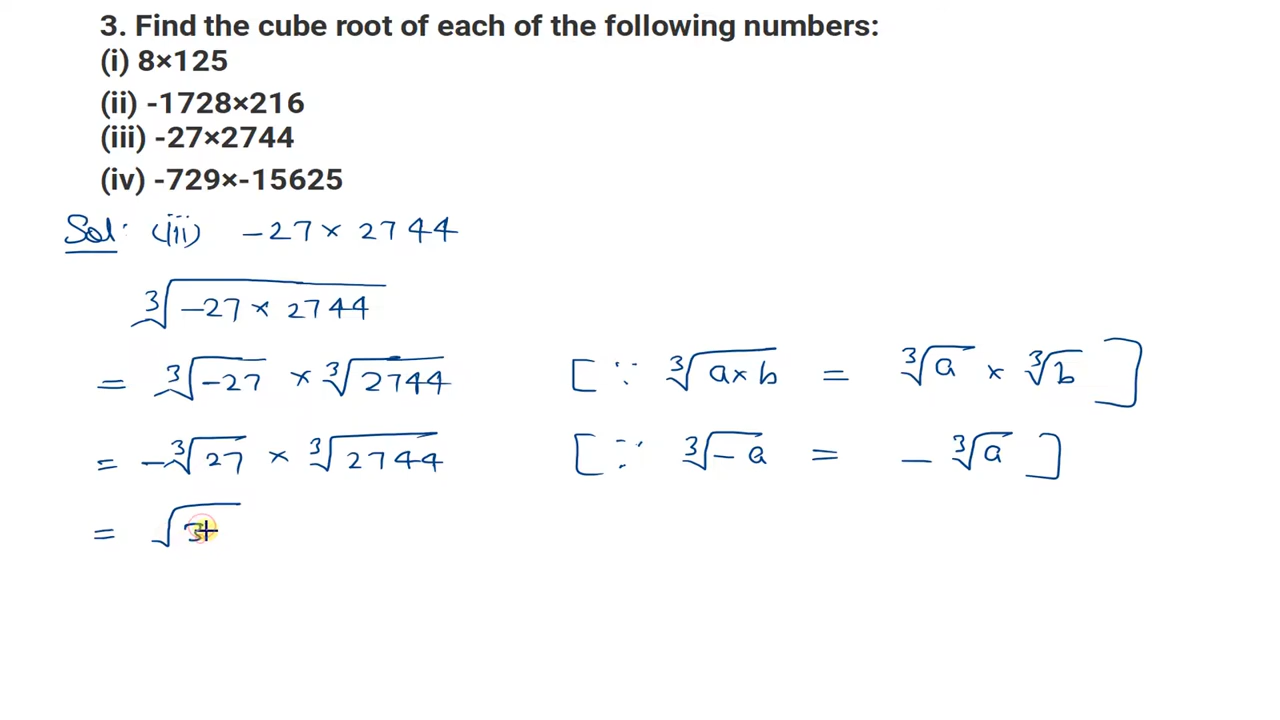 3. Find the cube root of each of the following numbers:
(i) 8×125
(ii) -1728×216
(iii) -27×2744
(iv) -729×-15625
Sol: (iii) -27 × 2744
∛(-27 × 2744)
= ∛-27 × ∛2744 [∵ ∛(a×b) = ∛a × ∛b]
= -∛27 × ∛2744 [∵ ∛-a = -∛a]
= √3